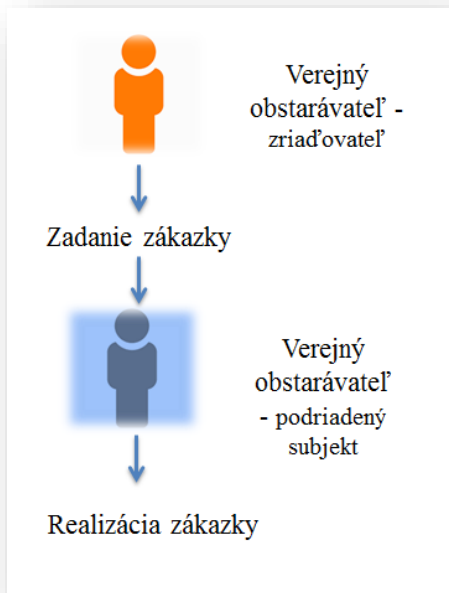 Verejný
obstarávateľ -
zriaďovateľ
Zadanie zákazky
Verejný
obstarávateľ
- podriadený
subjekt
Realizácia zákazky